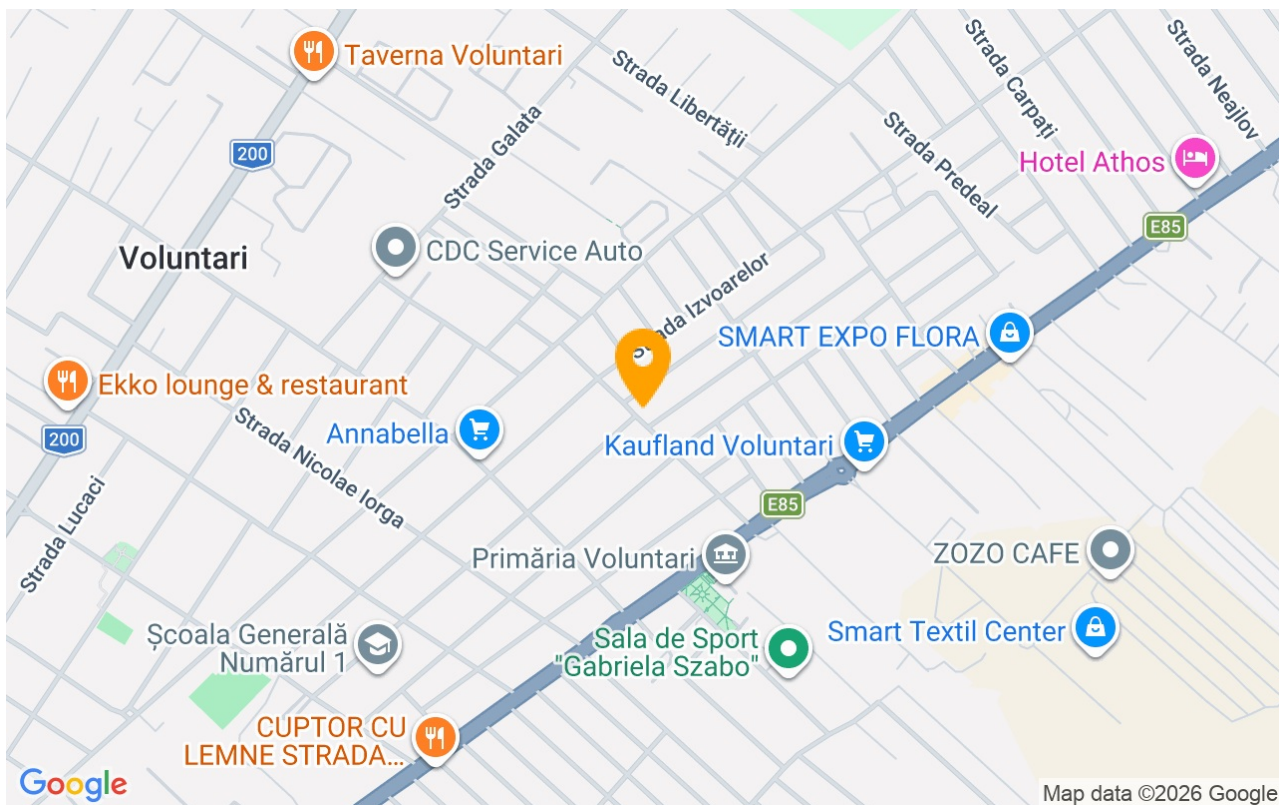 Taverna Voluntari
Strada Libertății
Strada Carpați
Strada Neajlov
200
Strada Galata
Strada Predeal
Hotel Athos
E85
Voluntari
CDC Service Auto
Strada Izvoarelor
SMART EXPO FLORA
Ekko lounge & restaurant
200
Annabella
Kaufland Voluntari
Strada Nicolae Iorga
E85
Strada Lucaci
Primăria Voluntari
ZOZO CAFE
Școala Generală
Numărul 1
Sala de Sport
"Gabriela Szabo"
Smart Textil Center
CUPTOR CU
LEMNE STRADA...
Google
Map data ©2026 Google